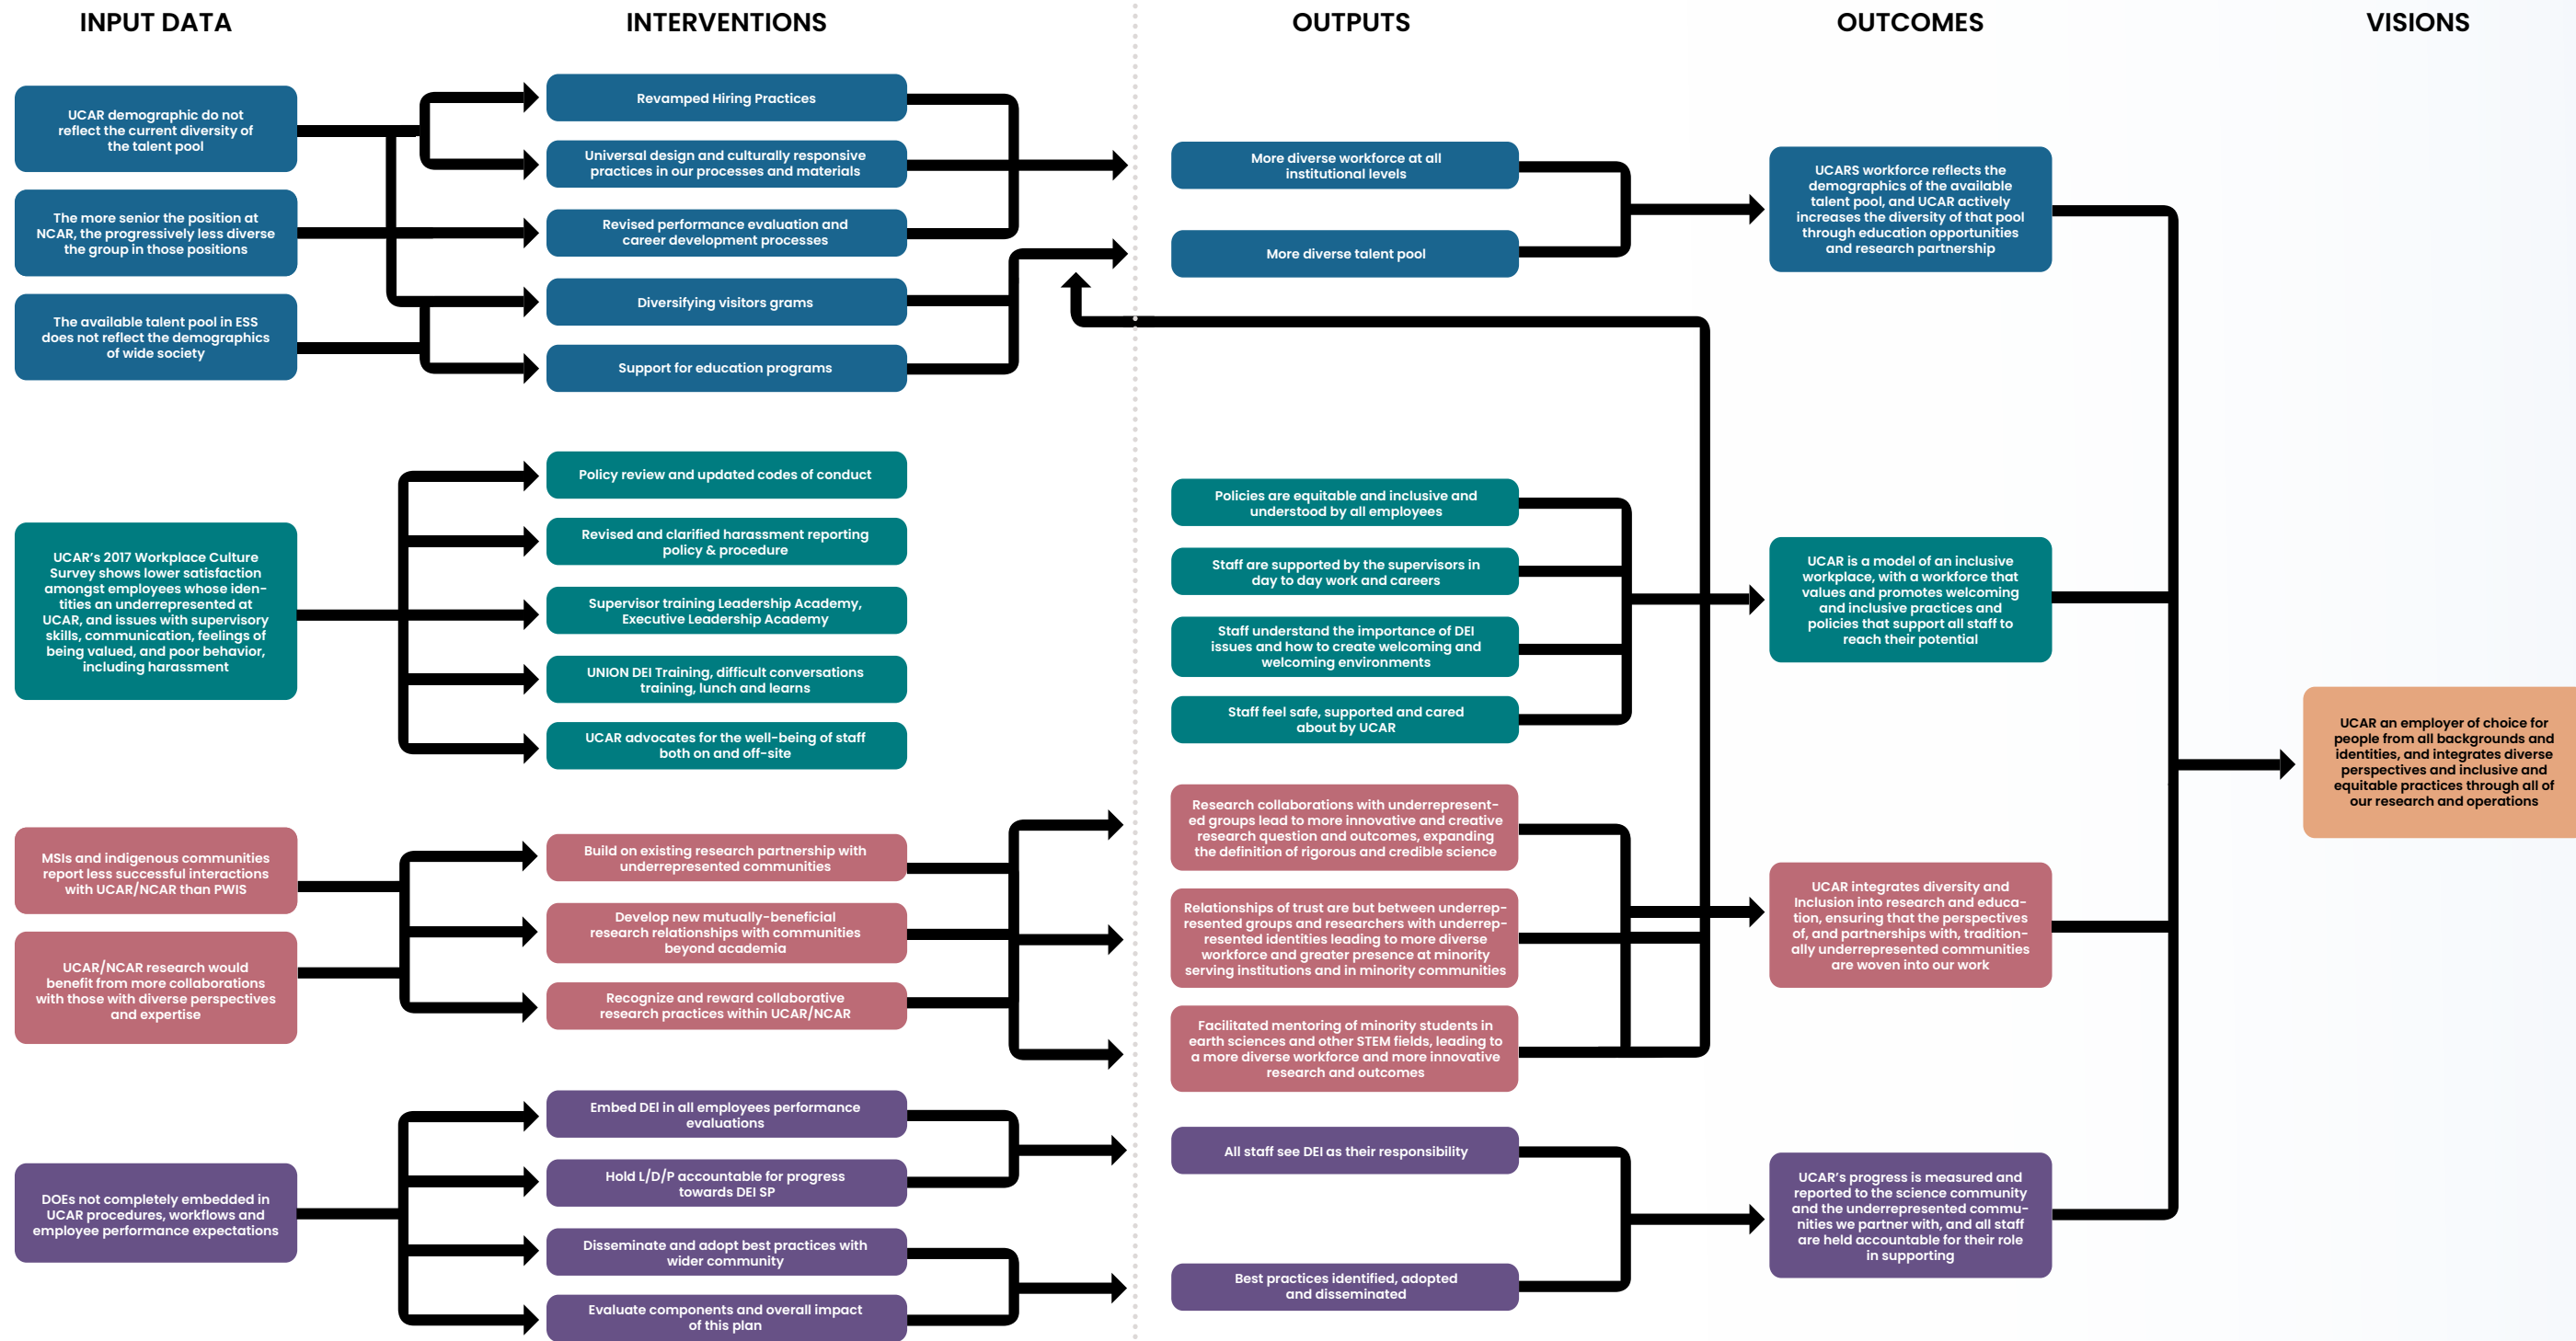 INPUT DATA
INTERVENTIONS
OUTPUTS
OUTCOMES
VISIONS
UCAR demographic do not
reflect the current diversity of
the talent pool
The more senior the position at
NCAR, the progressively less diverse
the group in those positions
The available talent pool in ESS
does not reflect the demographics
of wide society
Revamped Hiring Practices
Universal design and culturally responsive
practices in our processes and materials
Revised performance evaluation and
career development processes
Diversifying visitors grams
Support for education programs
More diverse workforce at all
institutional levels
More diverse talent pool
UCARS workforce reflects the
demographics of the available
talent pool, and UCAR actively
increases the diversity of that pool
through education opportunities
and research partnership
UCAR's 2017 Workplace Culture
Survey shows lower satisfaction
amongst employees whose iden-
tities an underrepresented at
UCAR, and issues with supervisory
skills, communication, feelings of
being valued, and poor behavior,
including harassment
Policy review and updated codes of conduct
Revised and clarified harassment reporting
policy & procedure
Supervisor training Leadership Academy,
Executive Leadership Academy
UNION DEI Training, difficult conversations
training, lunch and learns
UCAR advocates for the well-being of staff
both on and off-site
Policies are equitable and inclusive and
understood by all employees
Staff are supported by the supervisors in
day to day work and careers
Staff understand the importance of DEI
issues and how to create welcoming and
welcoming environments
Staff feel safe, supported and cared
about by UCAR
UCAR is a model of an inclusive
workplace, with a workforce that
values and promotes welcoming
and inclusive practices and
policies that support all staff to
reach their potential
UCAR an employer of choice for
people from all backgrounds and
identities, and integrates diverse
perspectives and inclusive and
equitable practices through all of
our research and operations
MSIs and indigenous communities
report less successful interactions
with UCAR/NCAR than PWIS
UCAR/NCAR research would
benefit from more collaborations
with those with diverse perspectives
and expertise
Build on existing research partnership with
underrepresented communities
Develop new mutually-beneficial
research relationships with communities
beyond academia
Recognize and reward collaborative
research practices within UCAR/NCAR
Research collaborations with underrepresent-
ed groups lead to more innovative and creative
research question and outcomes, expanding
the definition of rigorous and credible science
Relationships of trust are but between underrep-
resented groups and researchers with underrep-
resented identities leading to more diverse
workforce and greater presence at minority
serving institutions and in minority communities
Facilitated mentoring of minority students in
earth sciences and other STEM fields, leading to
a more diverse workforce and more innovative
research and outcomes
UCAR integrates diversity and
Inclusion into research and educa-
tion, ensuring that the perspectives
of, and partnerships with, tradition-
ally underrepresented communities
are woven into our work
DOEs not completely embedded in
UCAR procedures, workflows and
employee performance expectations
Embed DEI in all employees performance
evaluations
Hold L/D/P accountable for progress
towards DEI SP
Disseminate and adopt best practices with
wider community
Evaluate components and overall impact
of this plan
All staff see DEI as their responsibility
Best practices identified, adopted
and disseminated
UCAR's progress is measured and
reported to the science community
and the underrepresented commu-
nities we partner with, and all staff
are held accountable for their role
in supporting